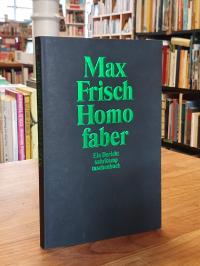 Max
Frisch
Homo
faber
Ein Bericht
suhrkamp
taschenbuch